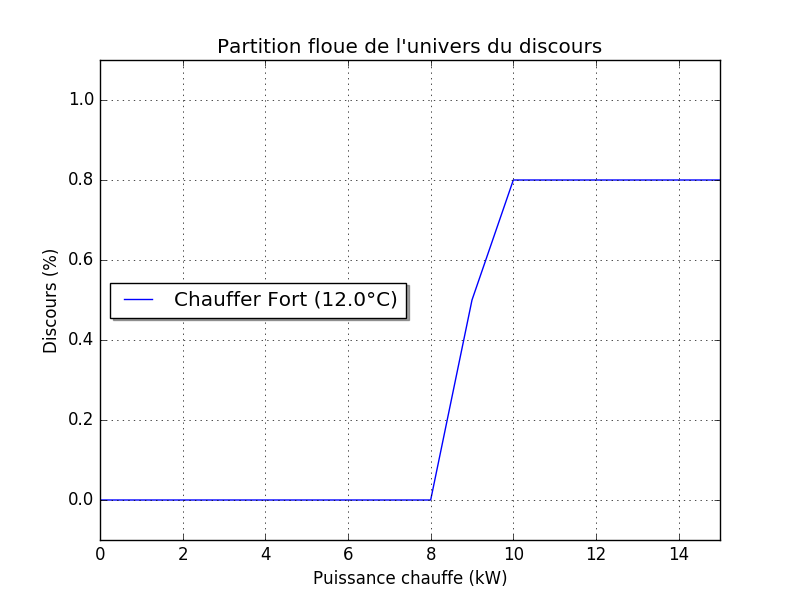 Partition floue de l'univers du discours
1.0
0.8
0.6
0.4
0.2
0.0
Discours (%)
Chauffer Fort (12.0°C)
0 2 4 6 8 10 12 14
Puissance chauffe (kW)